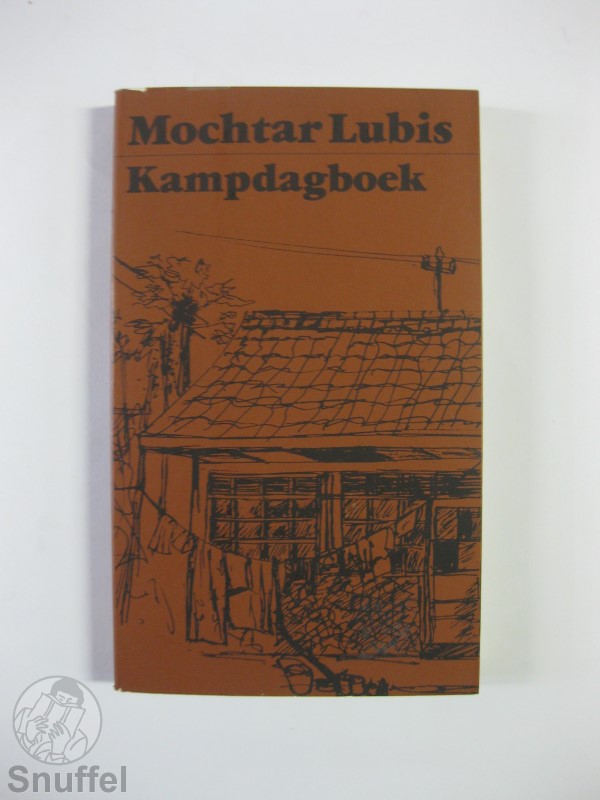 Mochtar Lubis
Kampdagboek
Snuffel